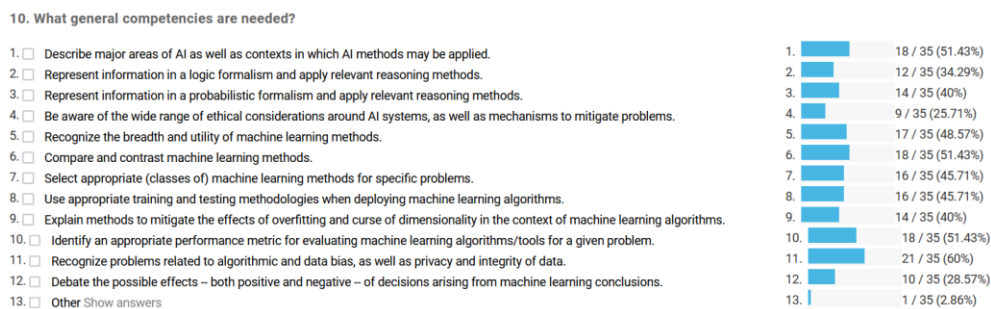 10. What general competencies are needed?
1. Describe major areas of AI as well as contexts in which AI methods may be applied. 1. 18 / 35 (51.43%)
2. Represent information in a logic formalism and apply relevant reasoning methods. 2. 12 / 35 (34.29%)
3. Represent information in a probabilistic formalism and apply relevant reasoning methods. 3. 14 / 35 (40%)
4. Be aware of the wide range of ethical considerations around AI systems, as well as mechanisms to mitigate problems. 4. 9 / 35 (25.71%)
5. Recognize the breadth and utility of machine learning methods. 5. 17 / 35 (48.57%)
6. Compare and contrast machine learning methods. 6. 18 / 35 (51.43%)
7. Select appropriate (classes of) machine learning methods for specific problems. 7. 16 / 35 (45.71%)
8. Use appropriate training and testing methodologies when deploying machine learning algorithms. 8. 16 / 35 (45.71%)
9. Explain methods to mitigate the effects of overfitting and curse of dimensionality in the context of machine learning algorithms. 9. 14 / 35 (40%)
10. Identify an appropriate performance metric for evaluating machine learning algorithms/tools for a given problem. 10. 18 / 35 (51.43%)
11. Recognize problems related to algorithmic and data bias, as well as privacy and integrity of data. 11. 21 / 35 (60%)
12. Debate the possible effects -- both positive and negative -- of decisions arising from machine learning conclusions. 12. 10 / 35 (28.57%)
13. Other Show answers 13. 1 / 35 (2.86%)